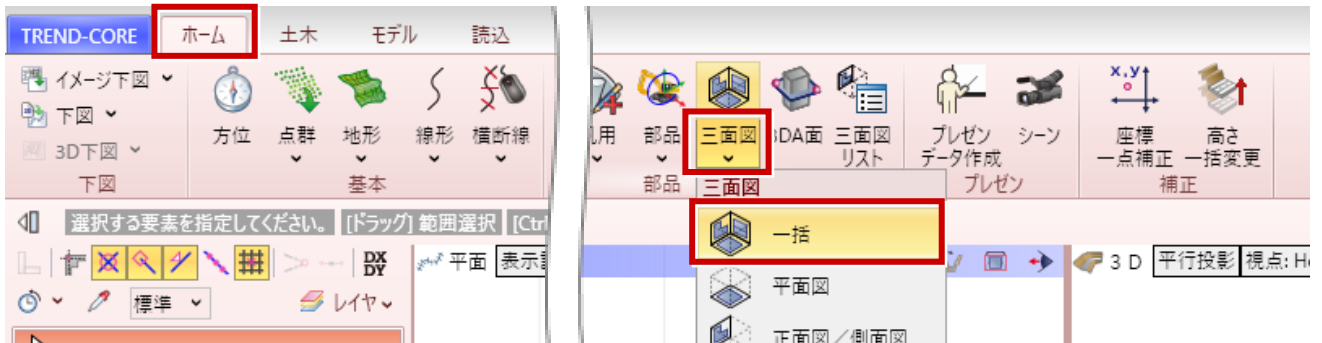 TREND-CORE ホーム 土木 モデル 読込
イメージ下図
下図
3D下図
下図
方位 点群 地形 線形 横断線
基本
用 部品 三面図 3DA面 三面図
リスト
プレゼン
データ作成
シーン
座標
一点補正
高さ
一括変更
部品 三面図 プレゼン 補正
選択する要素を指定してください。 [ドラッグ] 範囲選択
一括
DX
DY
平面 表示
3 D 平行投影 視点:
標準 レイヤ
平面図
正面図/側面図